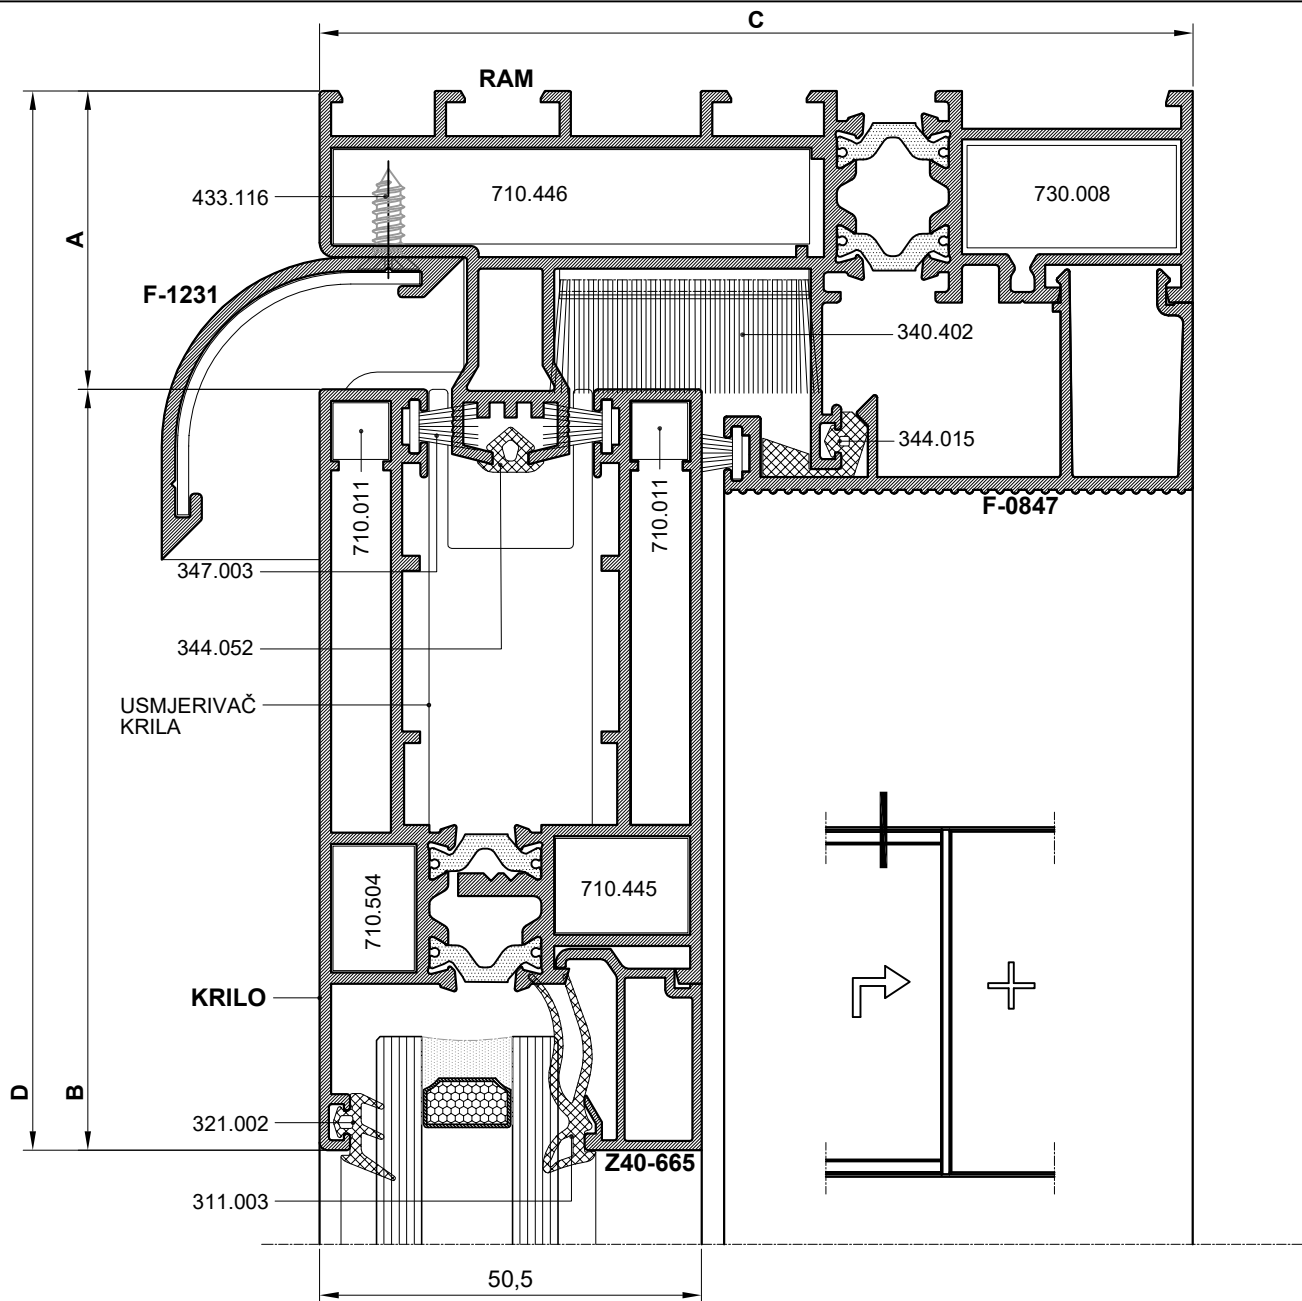 C
RAM
433.116
710.446
730.008
A
F-1231
340.402
344.015
710.011
710.011
F-0847
347.003
344.052
USMJERIVAČ
KRILA
710.504
710.445
KRILO
D
B
321.002
Z40-665
311.003
50,5